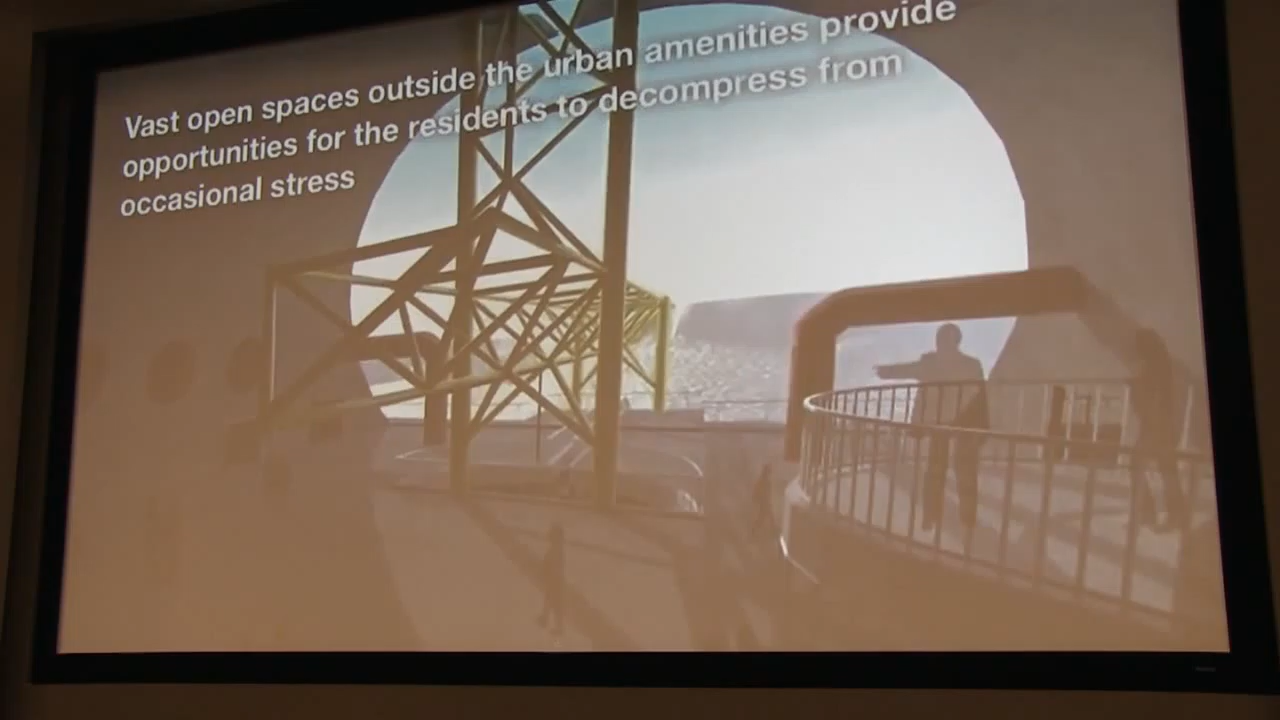 Vast open spaces outside the urban amenities provide
opportunities for the residents to decompress from
occasional stress